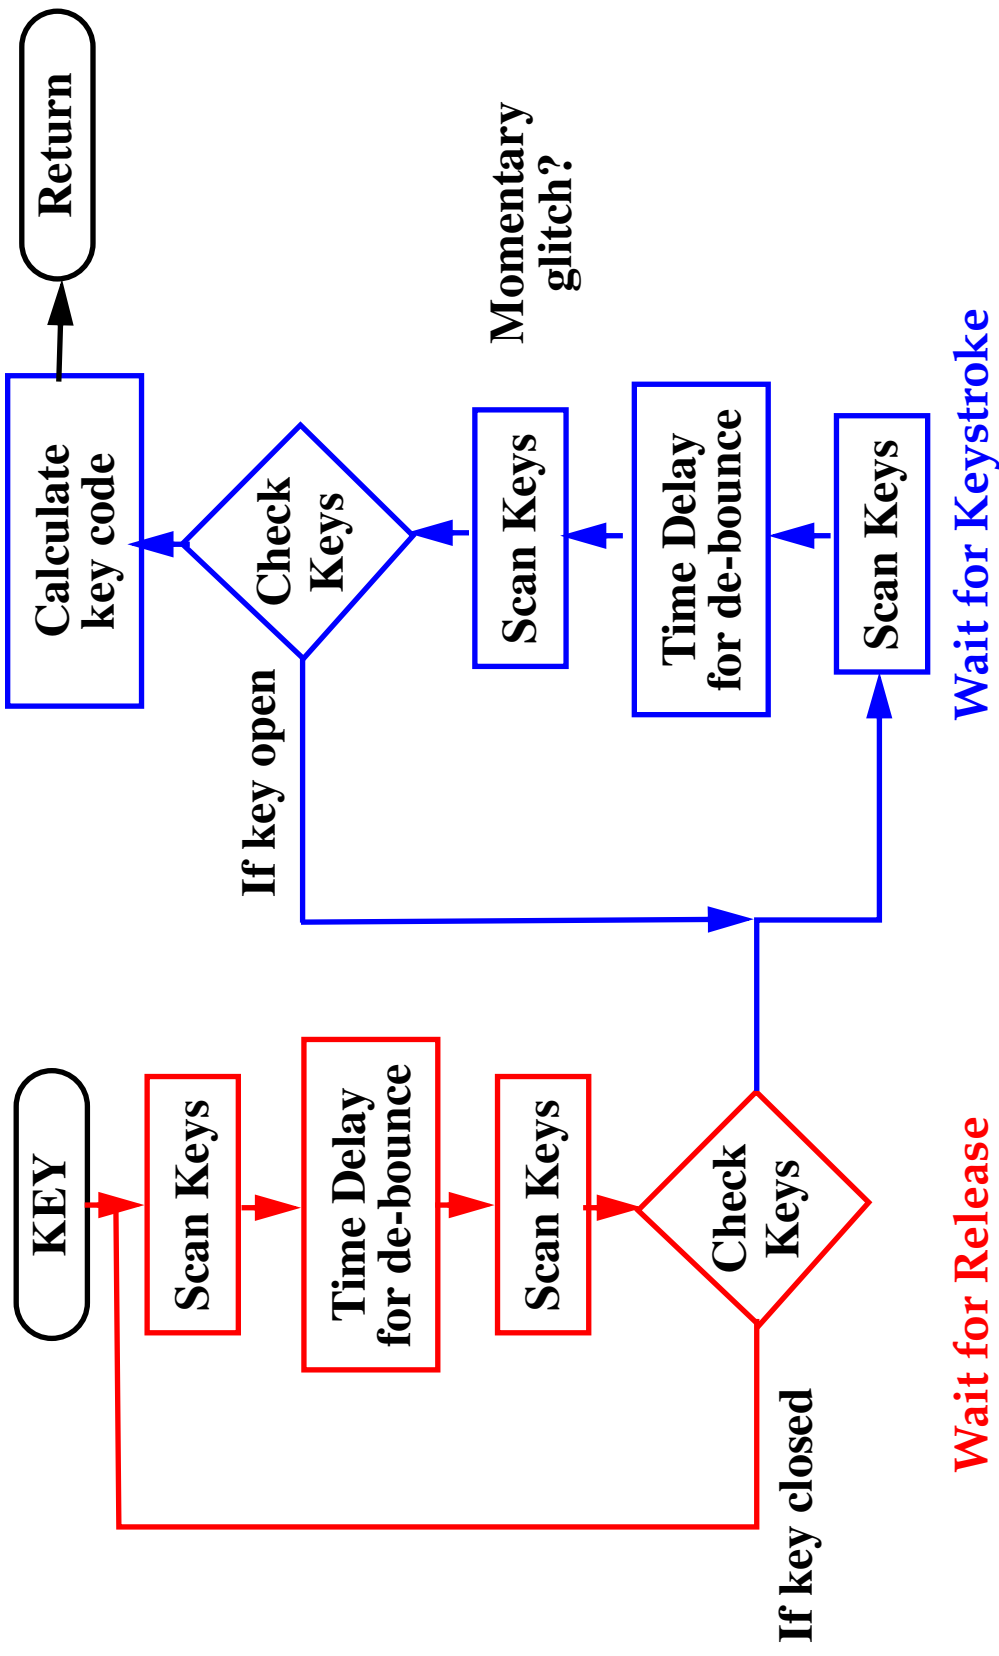 KEY
Scan Keys
Time Delay
for de-bounce
Scan Keys
Check
Keys
If key closed
Wait for Release
Scan Keys
Time Delay
for de-bounce
Scan Keys
Momentary
glitch?
Check
Keys
If key open
Calculate
key code
Return
Wait for Keystroke